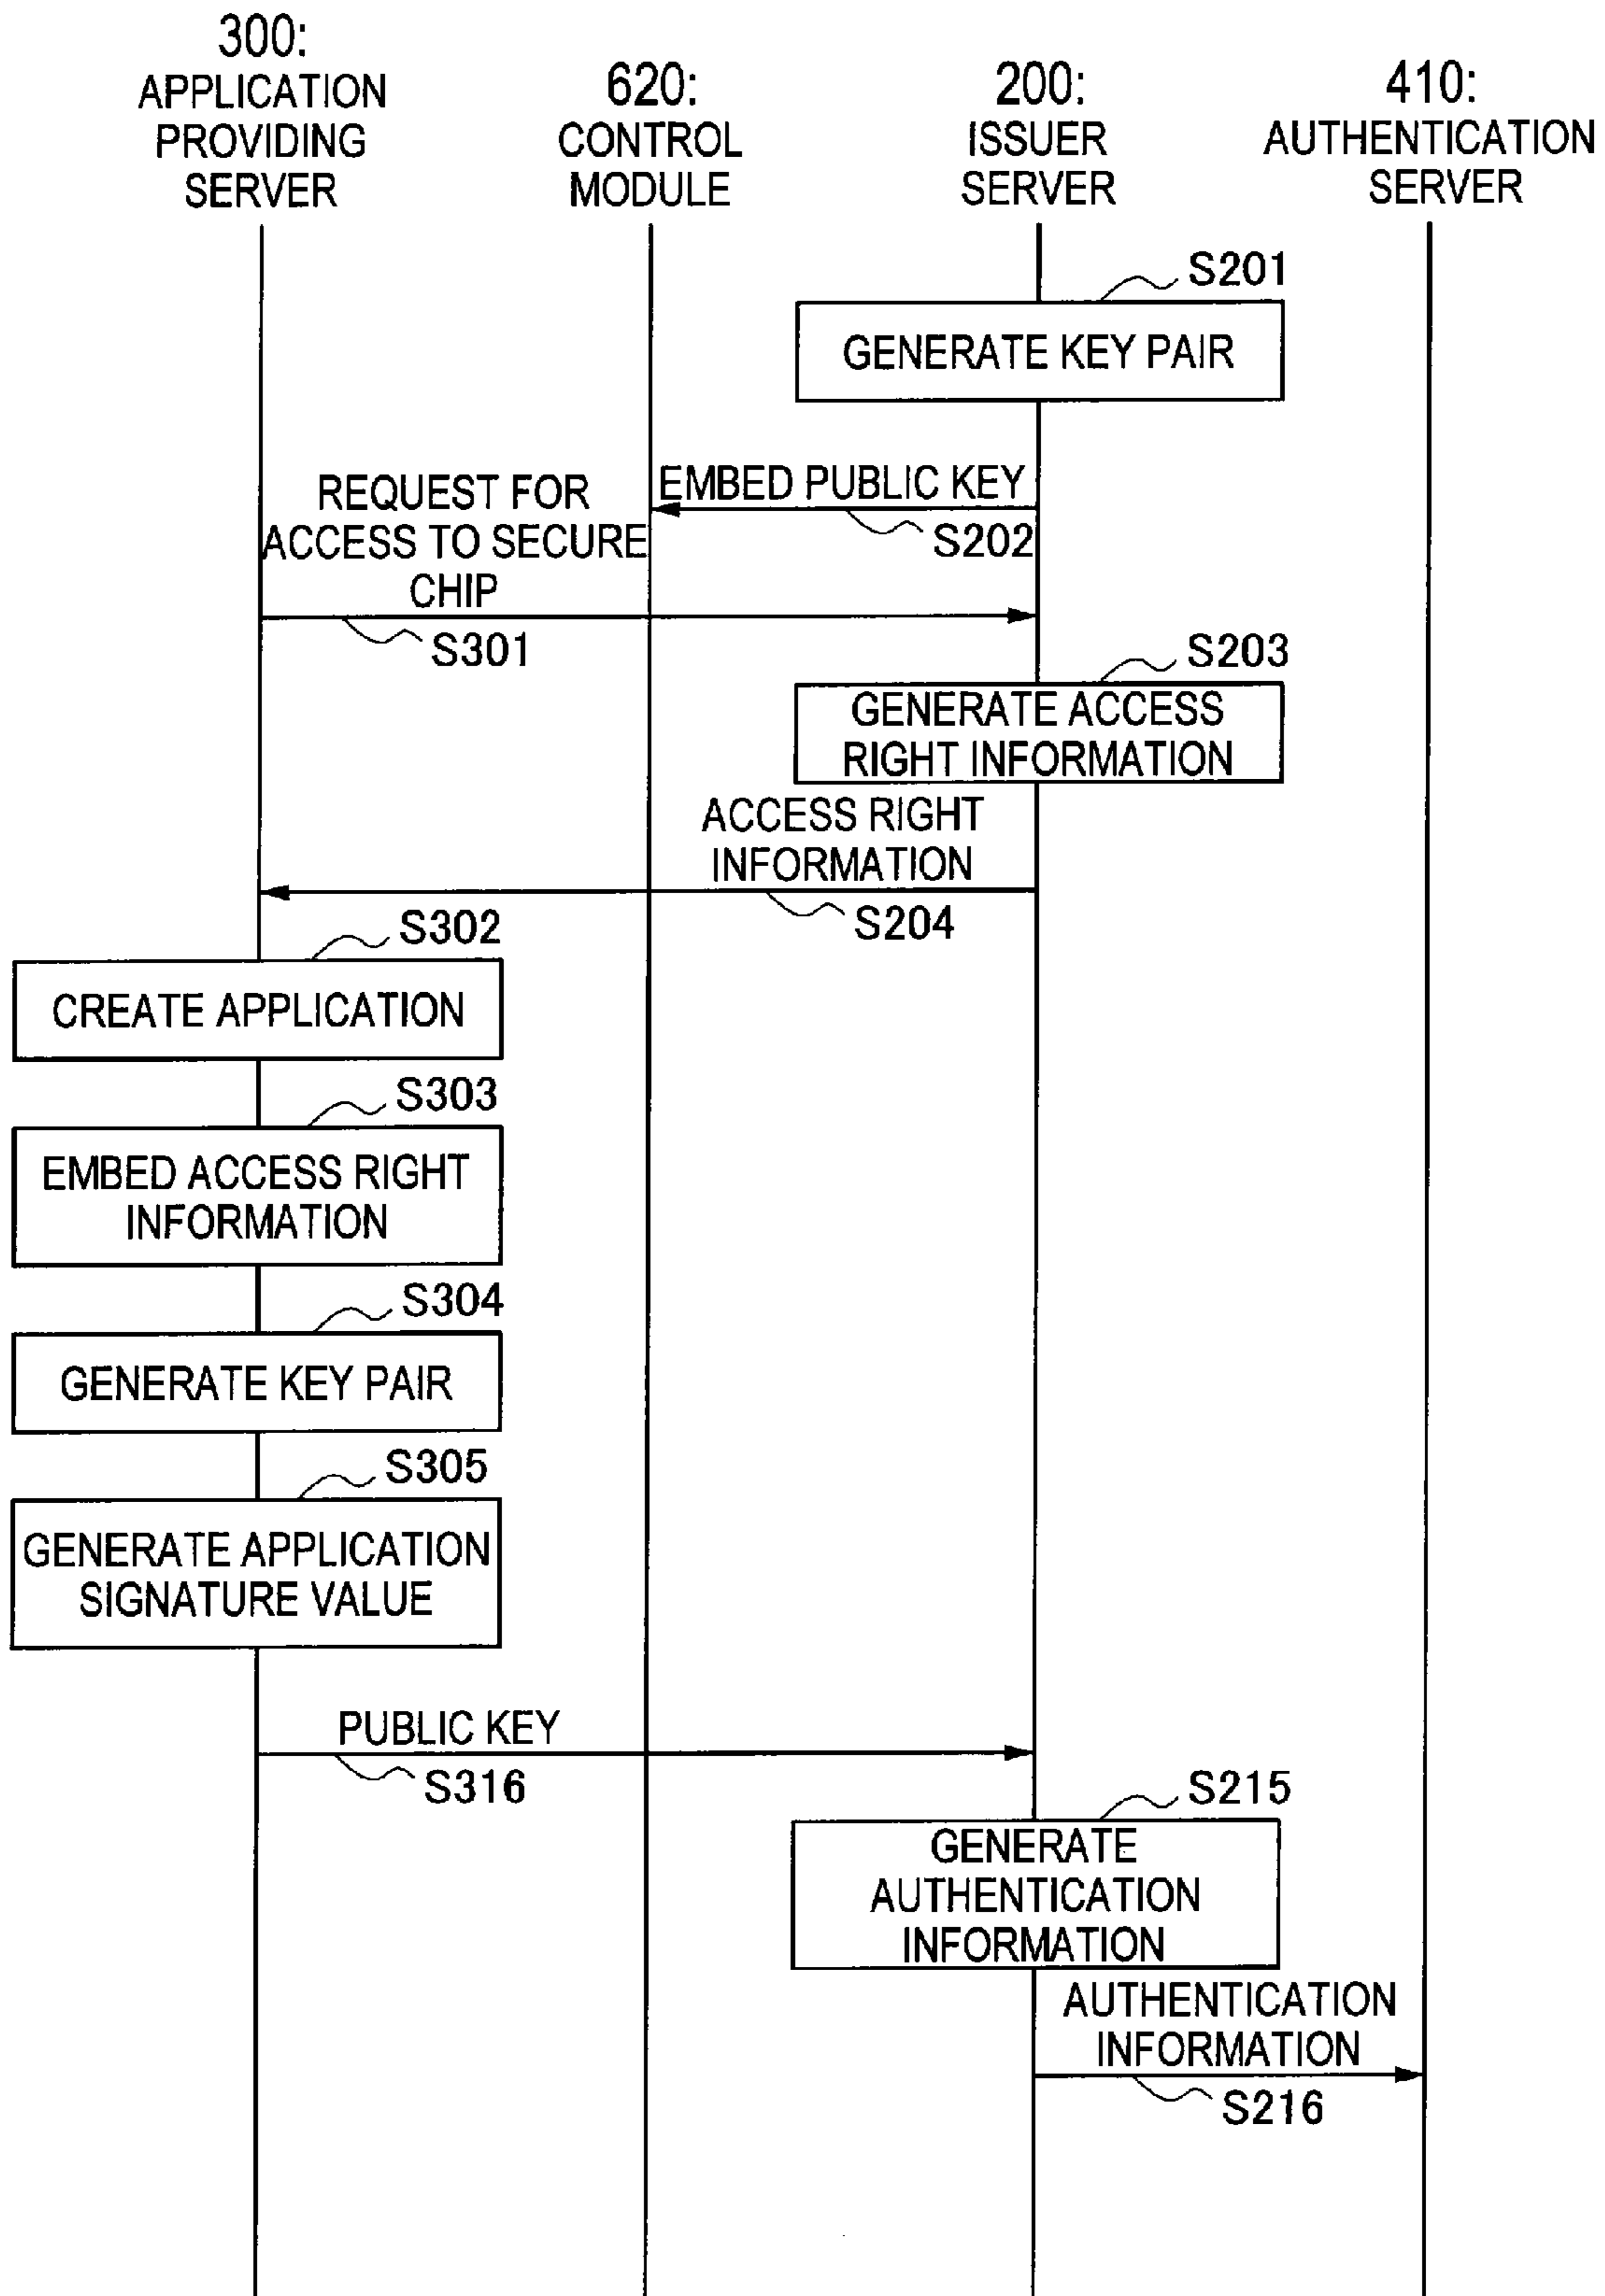 300:
APPLICATION
PROVIDING
SERVER
620:
CONTROL
MODULE
200:
ISSUER
SERVER
410:
AUTHENTICATION
SERVER
S201
GENERATE KEY PAIR
EMBED PUBLIC KEY
S202
REQUEST FOR
ACCESS TO SECURE
CHIP
S301
S203
GENERATE ACCESS
RIGHT INFORMATION
ACCESS RIGHT
INFORMATION
S204
S302
CREATE APPLICATION
S303
EMBED ACCESS RIGHT
INFORMATION
S304
GENERATE KEY PAIR
S305
GENERATE APPLICATION
SIGNATURE VALUE
PUBLIC KEY
S316
S215
GENERATE
AUTHENTICATION
INFORMATION
AUTHENTICATION
INFORMATION
S216